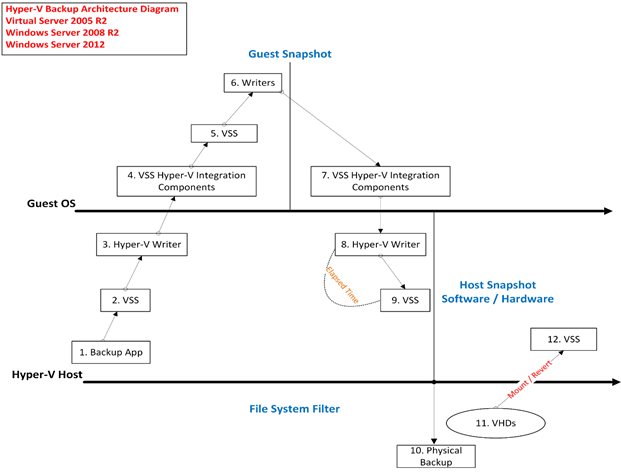 Hyper-V Backup Architecture Diagram
Virtual Server 2005 R2
Windows Server 2008 R2
Windows Server 2012
Guest Snapshot
6. Writers
5. VSS
4. VSS Hyper-V Integration
Components
7. VSS Hyper-V Integration
Components
Guest OS
3. Hyper-V Writer
8. Hyper-V Writer
Elapsed Time
2. VSS
9. VSS
Host Snapshot
Software / Hardware
1. Backup App
12. VSS
Hyper-V Host
Mount / Revert
File System Filter
11. VHDs
10. Physical
Backup